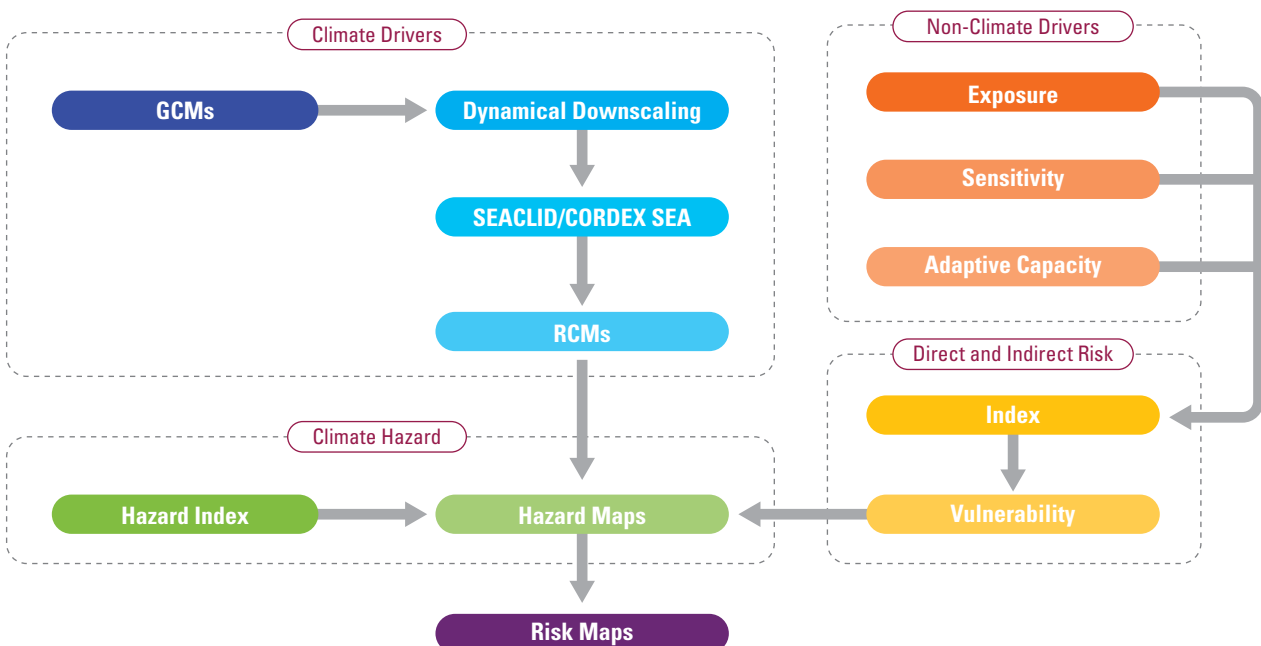 Climate Drivers
GCMs
Dynamical Downscaling
SEACLID/CORDEX SEA
RCMs
Non-Climate Drivers
Exposure
Sensitivity
Adaptive Capacity
Direct and Indirect Risk
Index
Vulnerability
Climate Hazard
Hazard Index
Hazard Maps
Risk Maps